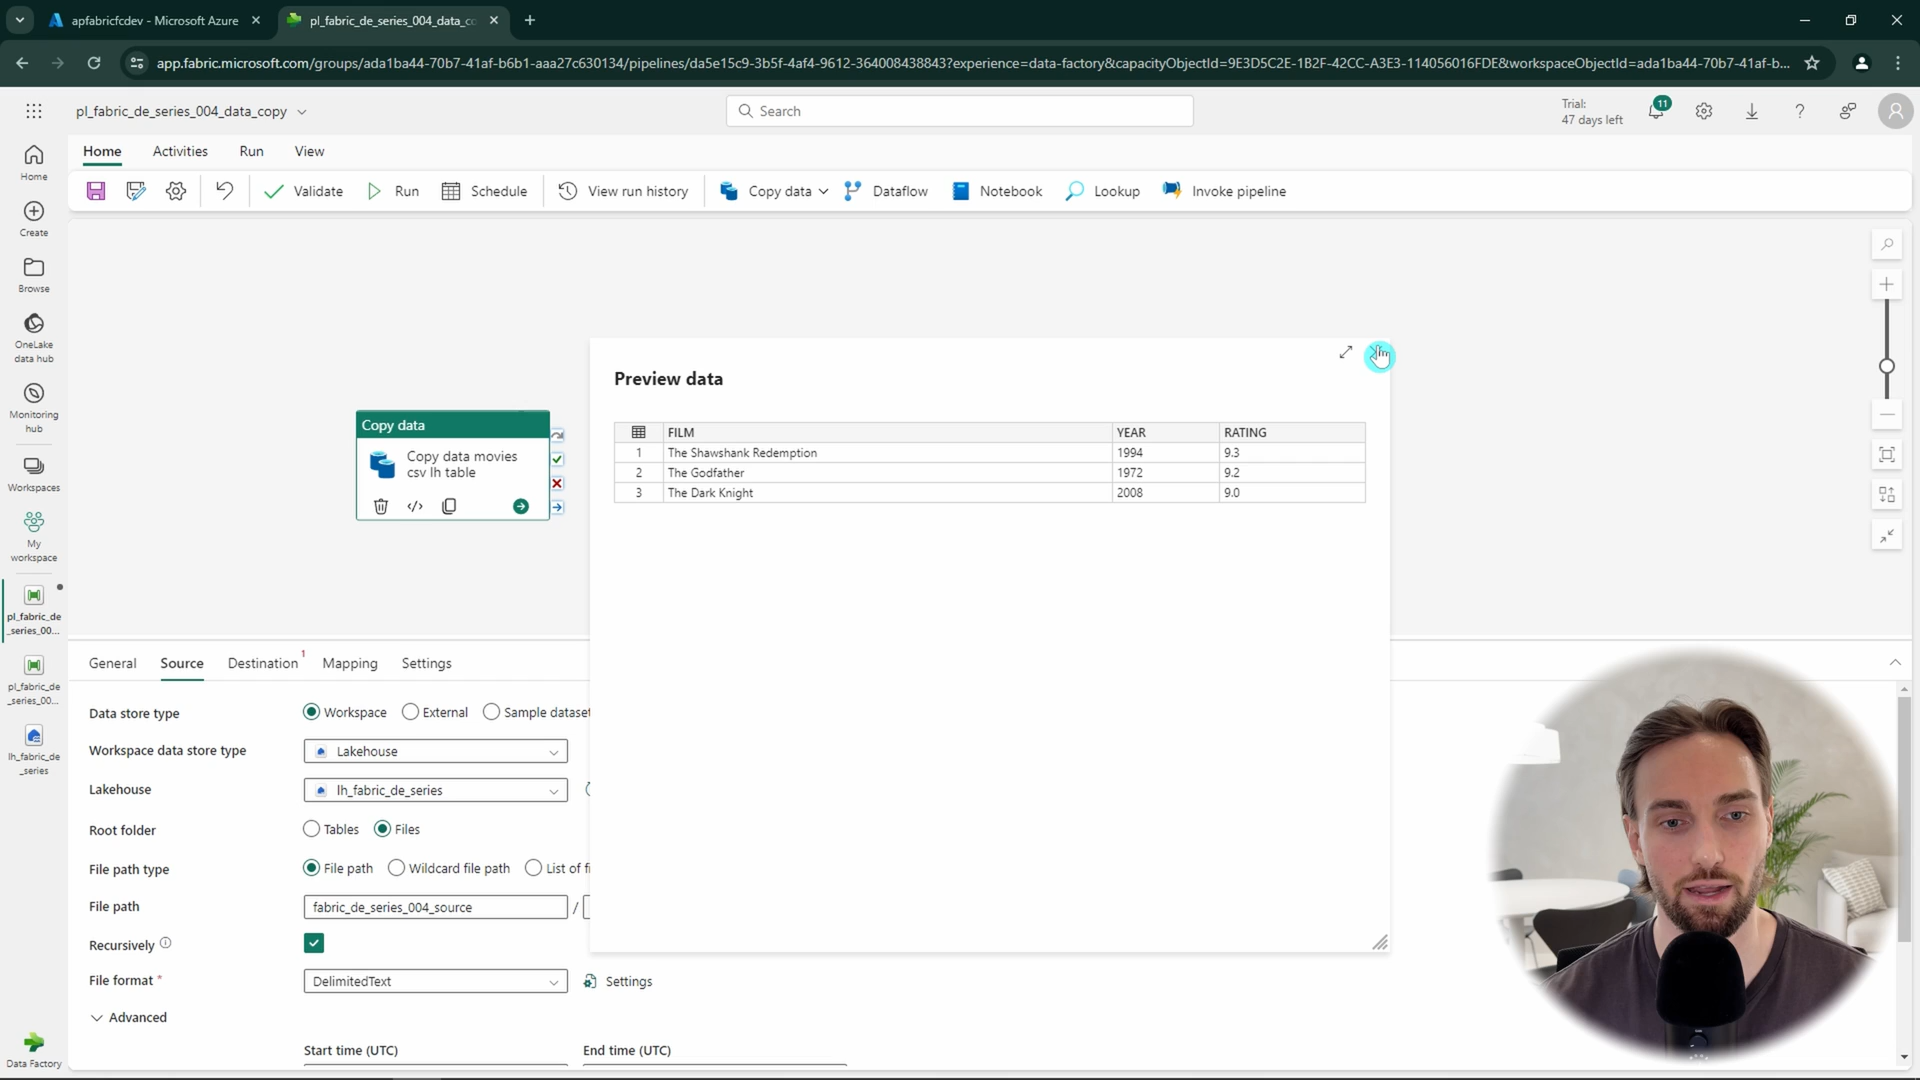 apfabricfcdev - Microsoft Azure
pl_fabric_de_series_004_data_co
app.fabric.microsoft.com/groups/ada1ba44-70b7-41af-b6b1-aaa27c630134/pipelines/da5e15c9-3b5f-4af4-9612-364008438843?experience=data-factory&capacityObjectId=9E3D5C2E-1B2F-42CC-A3E3-114056016FDE&workspaceObjectId=ada1ba44-70b7-41af-b...
pl_fabric_de_series_004_data_copy
Search
Trial:
47 days left
11
Home Activities Run View
Validate Run Schedule View run history Copy data Dataflow Notebook Lookup Invoke pipeline
Home
Create
Browse
OneLake
data hub
Monitoring
hub
Workspaces
My
workspace
pl_fabric_de
_series_00...
pl_fabric_de
_series_00...
lh_fabric_de
_series
Data Factory
Copy data
Copy data movies
csv lh table
Preview data
FILM YEAR RATING
1 The Shawshank Redemption 1994 9.3
2 The Godfather 1972 9.2
3 The Dark Knight 2008 9.0
General Source Destination 1 Mapping Settings
Data store type Workspace External Sample dataset
Workspace data store type Lakehouse
Lakehouse lh_fabric_de_series
Root folder Tables Files
File path type File path Wildcard file path List of fi
File path fabric_de_series_004_source /
Recursively
File format * DelimitedText Settings
Advanced
Start time (UTC) End time (UTC)